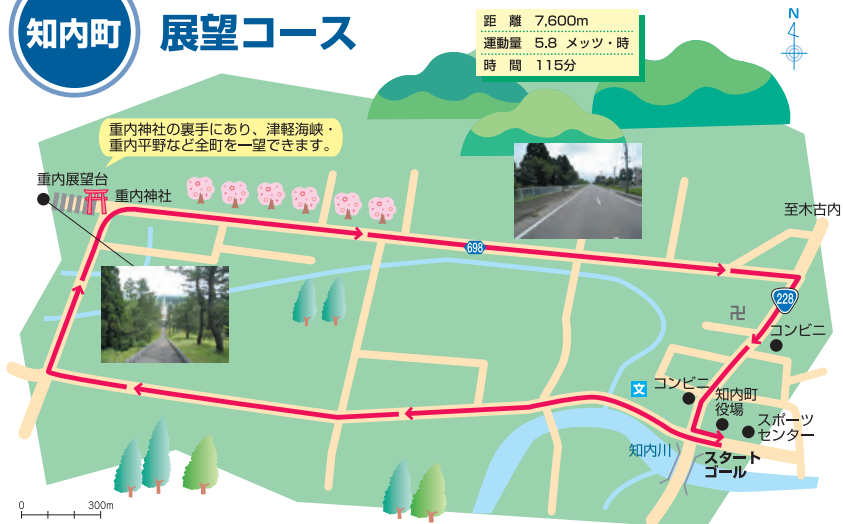 知内町
展望コース
距　離　7,600m
運動量　5.8 メッツ・時
時　間　115分
N
重内神社の裏手にあり、津軽海峡・
重内平野など全町を一望できます。
重内展望台
重内神社
至木古内
698
228
コンビニ
文
コンビニ
知内町
役場
スポーツ
センター
知内川
スタート
ゴール
0 300m